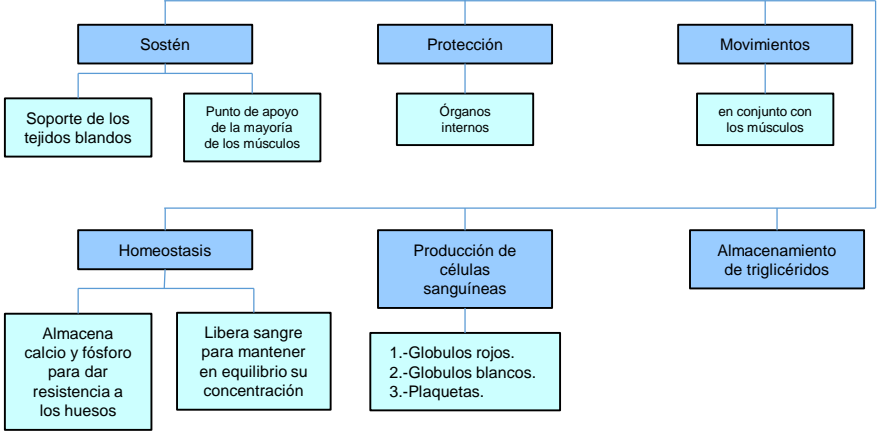 Sostén
Protección
Movimientos
Soporte de los
tejidos blandos
Punto de apoyo
de la mayoría
de los músculos
Órganos
internos
en conjunto con
los músculos
Homeostasis
Producción de
células
sanguíneas
Almacenamiento
de triglicéridos
Almacena
calcio y fósforo
para dar
resistencia a
los huesos
Libera sangre
para mantener
en equilibrio su
concentración
1.-Globulos rojos.
2.-Globulos blancos.
3.-Plaquetas.